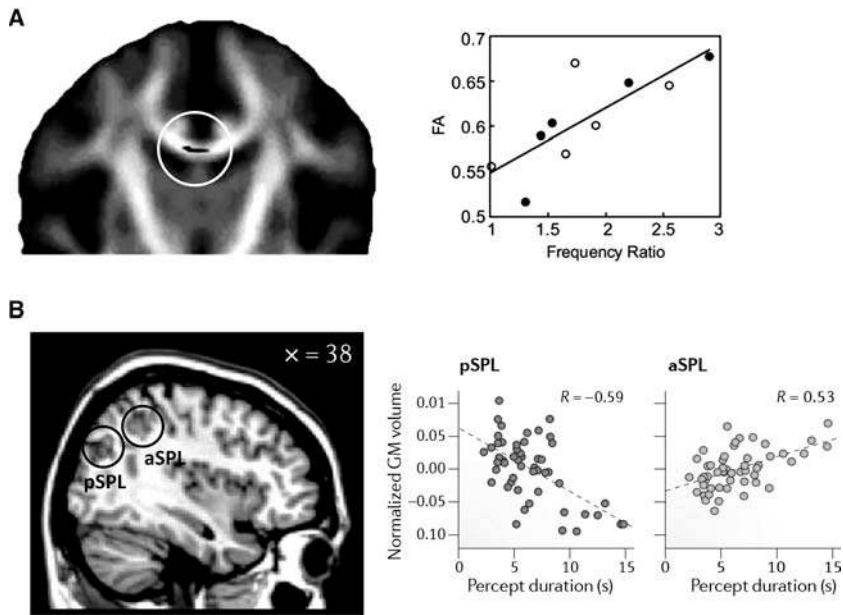 A
FA
0.7
0.65
0.6
0.55
0.5
1
1.5
2
2.5
3
Frequency Ratio
B
× = 38
pSPL
aSPL
pSPL
R = −0.59
Normalized GM volume
0.01
0.005
0.00
−0.05
0.10
0
5
10
15
Percept duration (s)
aSPL
R = 0.53
0
5
10
15
Percept duration (s)